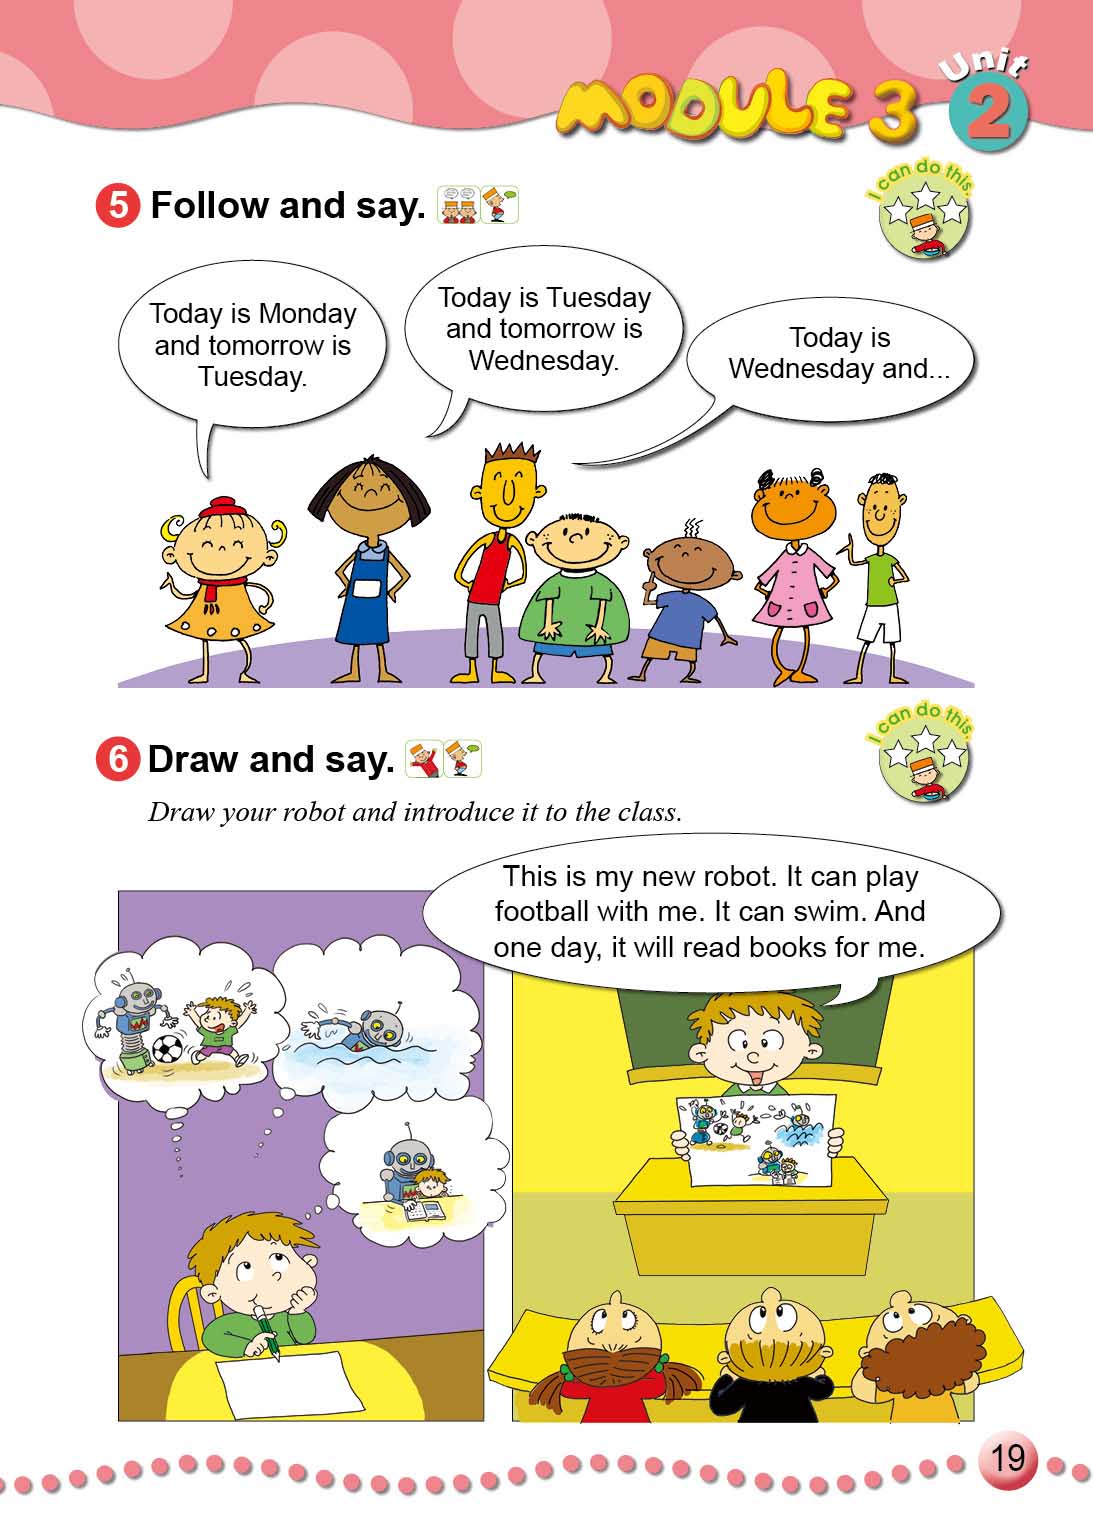 MODULE 3
Unit
2
5 Follow and say.
I can do this.
Today is Monday
and tomorrow is
Tuesday.
Today is Tuesday
and tomorrow is
Wednesday.
Today is
Wednesday and...
6 Draw and say.
I can do this.
Draw your robot and introduce it to the class.
This is my new robot. It can play
football with me. It can swim. And
one day, it will read books for me.
19